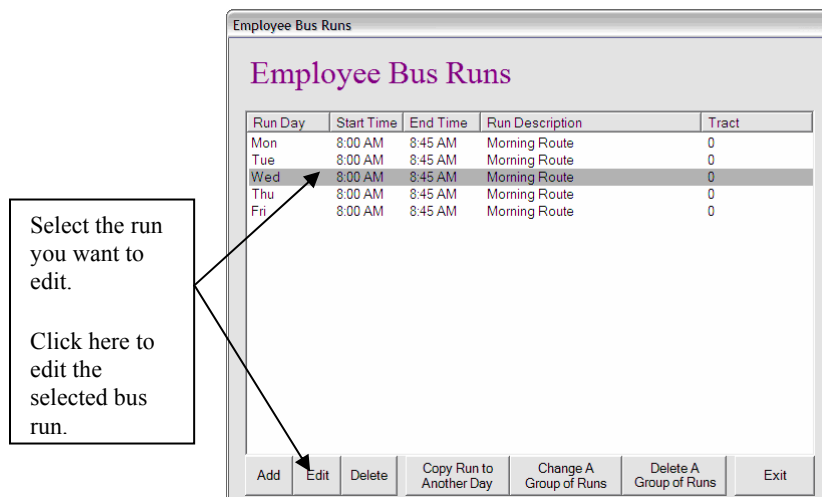 Employee Bus Runs
Employee Bus Runs
Run Day Start Time End Time Run Description Tract
Mon 8:00 AM 8:45 AM Morning Route 0
Tue 8:00 AM 8:45 AM Morning Route 0
Wed 8:00 AM 8:45 AM Morning Route 0
Thu 8:00 AM 8:45 AM Morning Route 0
Fri 8:00 AM 8:45 AM Morning Route 0
Select the run
you want to
edit.
Click here to
edit the
selected bus
run.
Add Edit Delete Copy Run to
Another Day Change A
Group of Runs Delete A
Group of Runs Exit